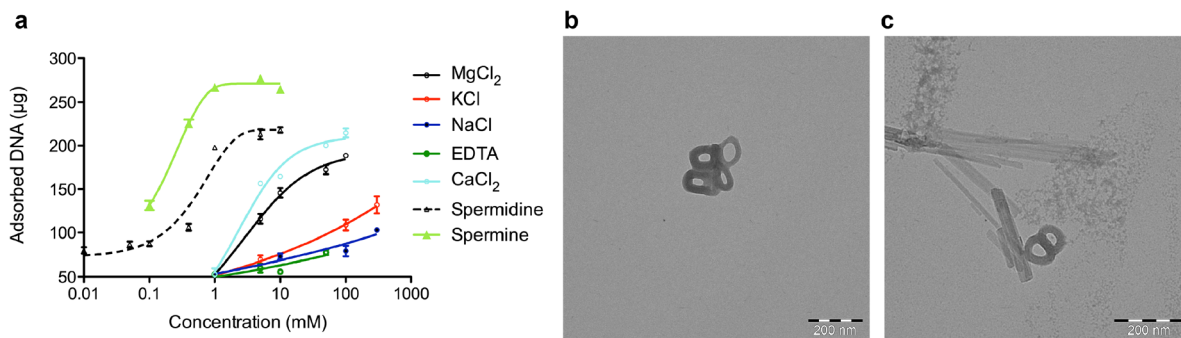 a
Adsorbed DNA (µg)
300
250
200
150
100
50
0.01
0.1
1
10
100
1000
Concentration (mM)
MgCl2
KCl
NaCl
EDTA
CaCl2
Spermidine
Spermine
b
200 nm
c
200 nm